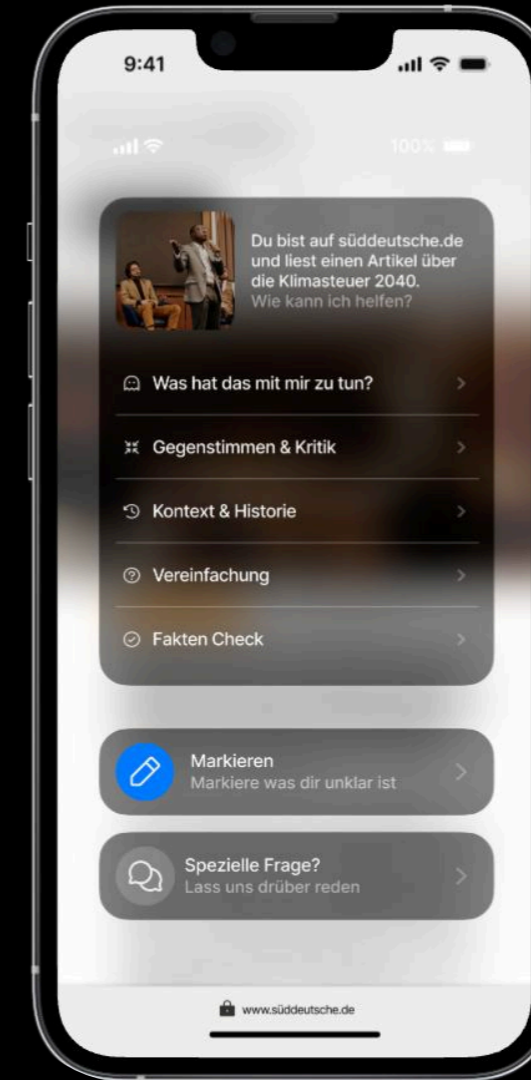 9:41
100%
Du bist auf süddeutsche.de
und liest einen Artikel über
die Klimasteuer 2040.
Wie kann ich helfen?
Was hat das mit mir zu tun?
Gegenstimmen & Kritik
Kontext & Historie
Vereinfachung
Fakten Check
Markieren
Markiere was dir unklar ist
Spezielle Frage?
Lass uns drüber reden
www.süddeutsche.de